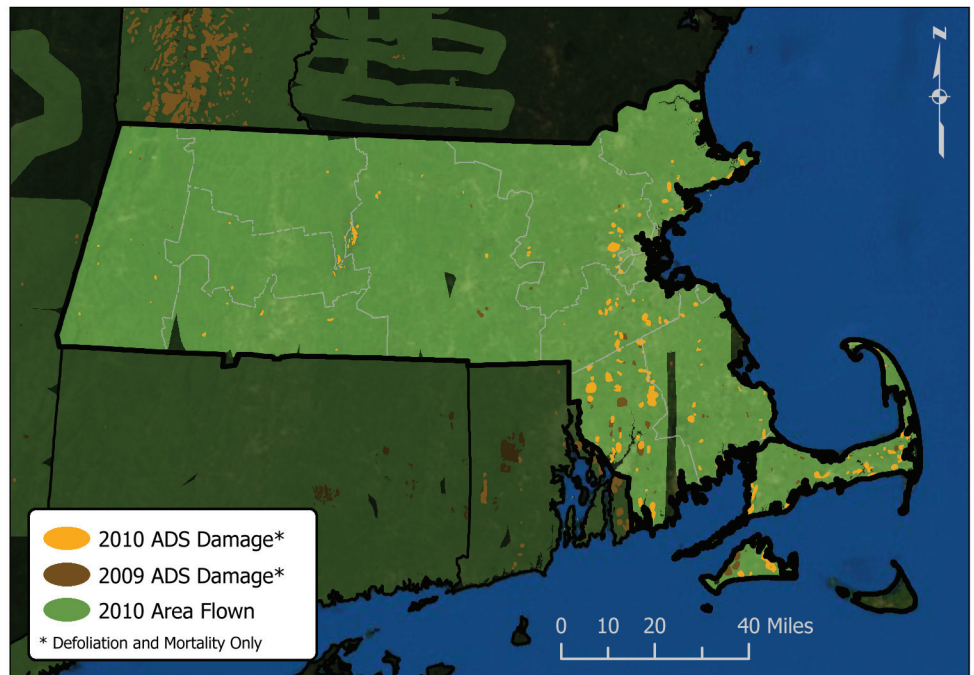 N
2010 ADS Damage*
2009 ADS Damage*
2010 Area Flown
* Defoliation and Mortality Only
0 10 20 40 Miles